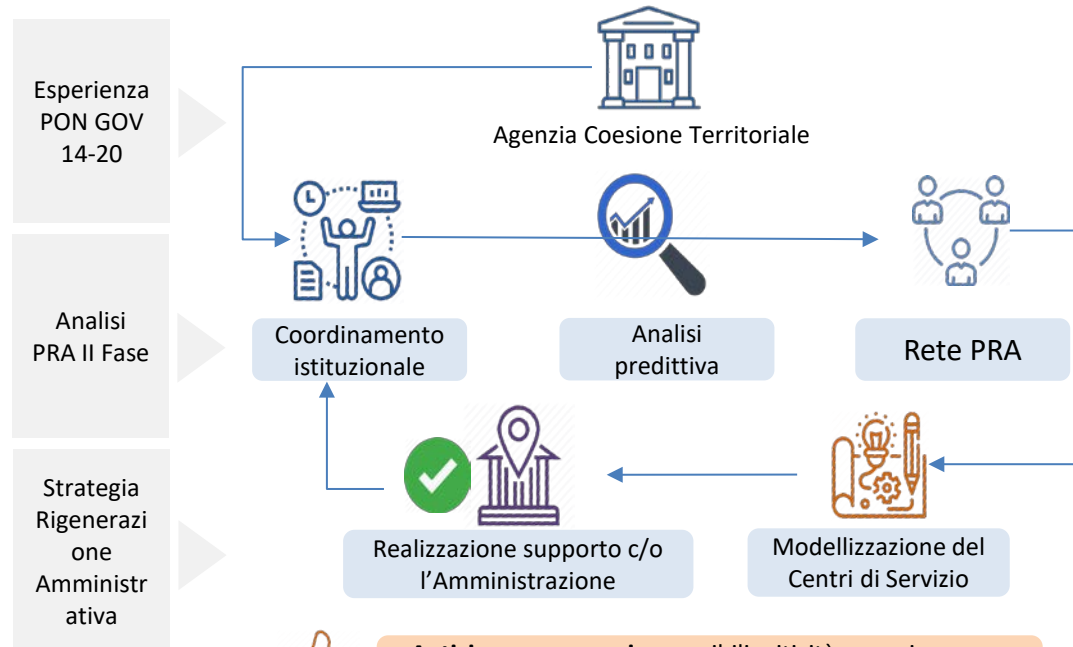 Esperienza
PON GOV
14-20
Agenzia Coesione Territoriale
Analisi
PRA II Fase
Coordinamento
istituzionale
Analisi
predittiva
Rete PRA
Strategia
Rigenerazi
one
Amministr
ativa
Realizzazione supporto c/o
l'Amministrazione
Modellizzazione del
Centri di Servizio